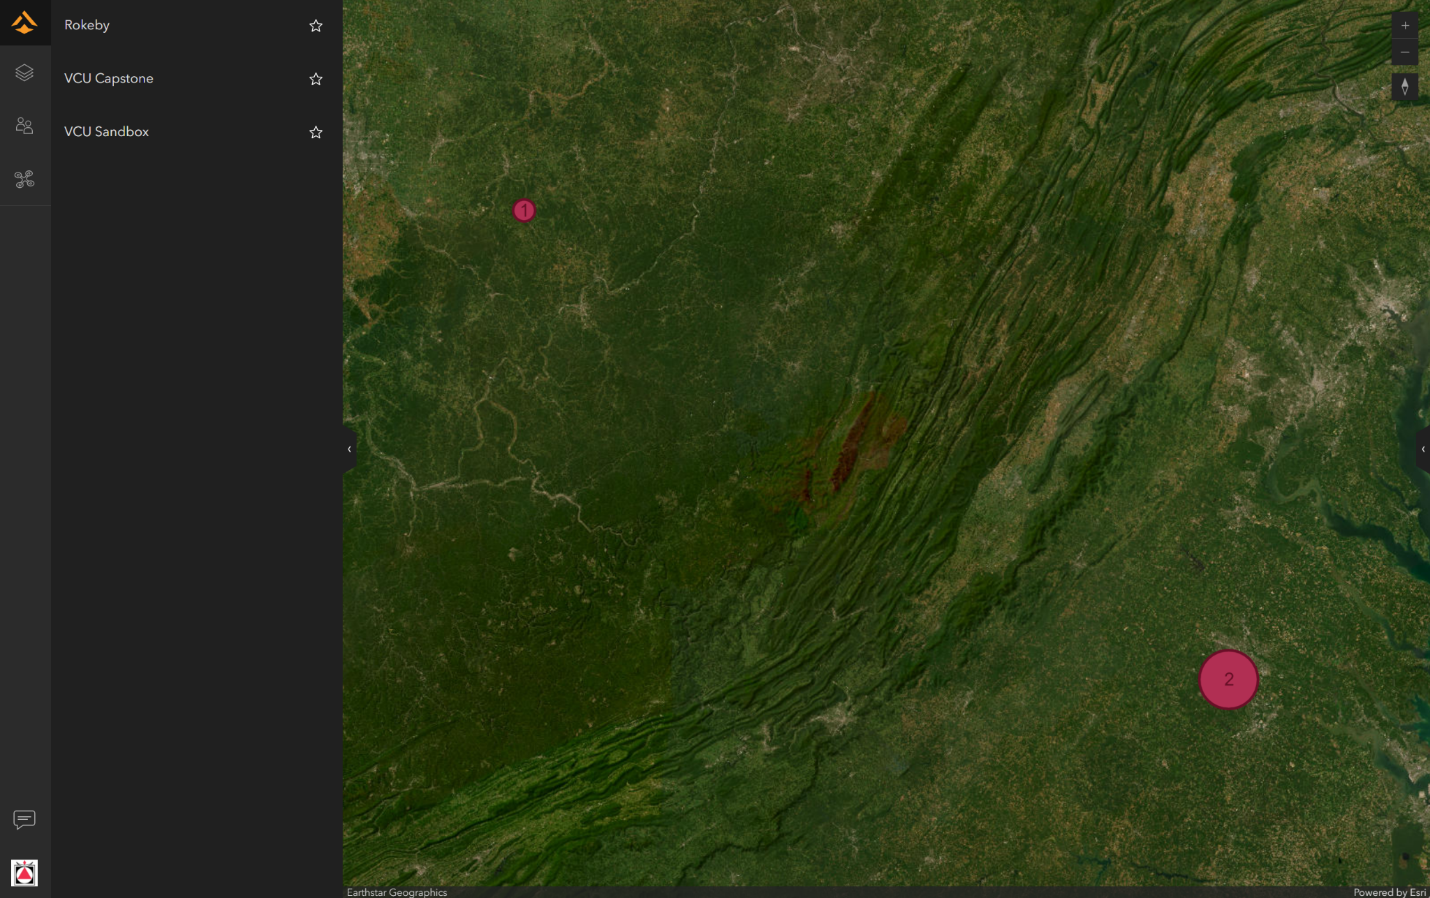 Rokeby
VCU Capstone
VCU Sandbox
1
2
Earthstar Geographics
Powered by Esri